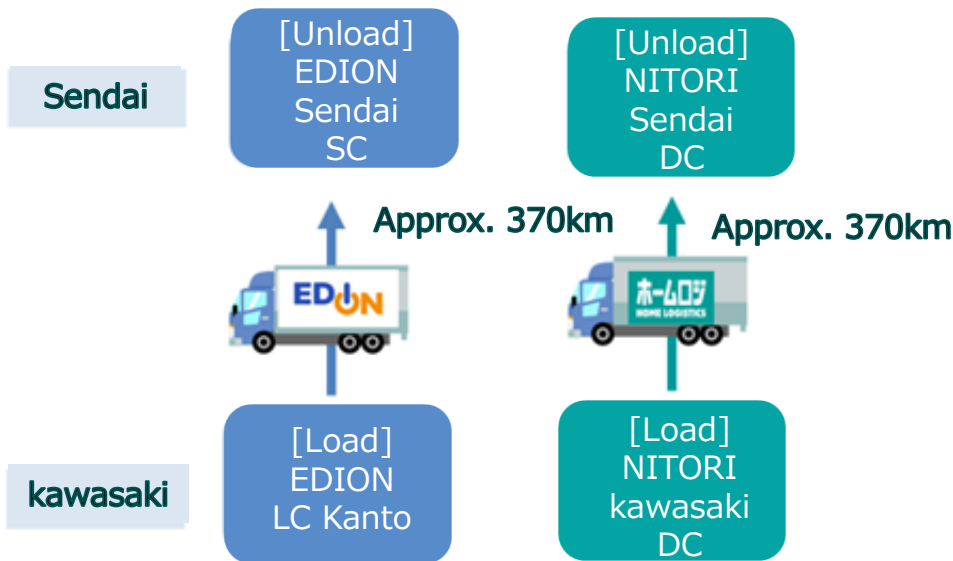 [Unload]
EDION
Sendai
SC
[Unload]
NITORI
Sendai
DC
Sendai
Approx. 370km
Approx. 370km
EDION
ホームロジ
HOME LOGISTICS
[Load]
EDION
LC Kanto
[Load]
NITORI
kawasaki
DC
kawasaki